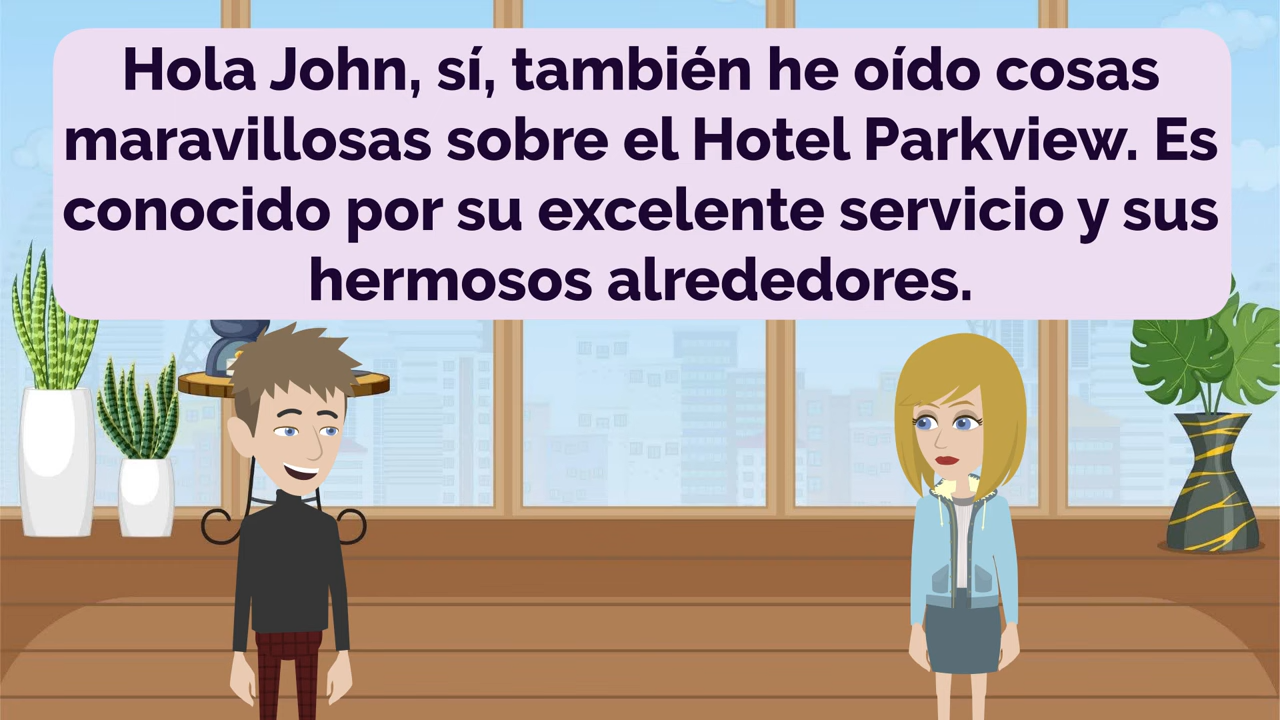 Hola John, sí, también he oído cosas
maravillosas sobre el Hotel Parkview. Es
conocido por su excelente servicio y sus
hermosos alrededores.